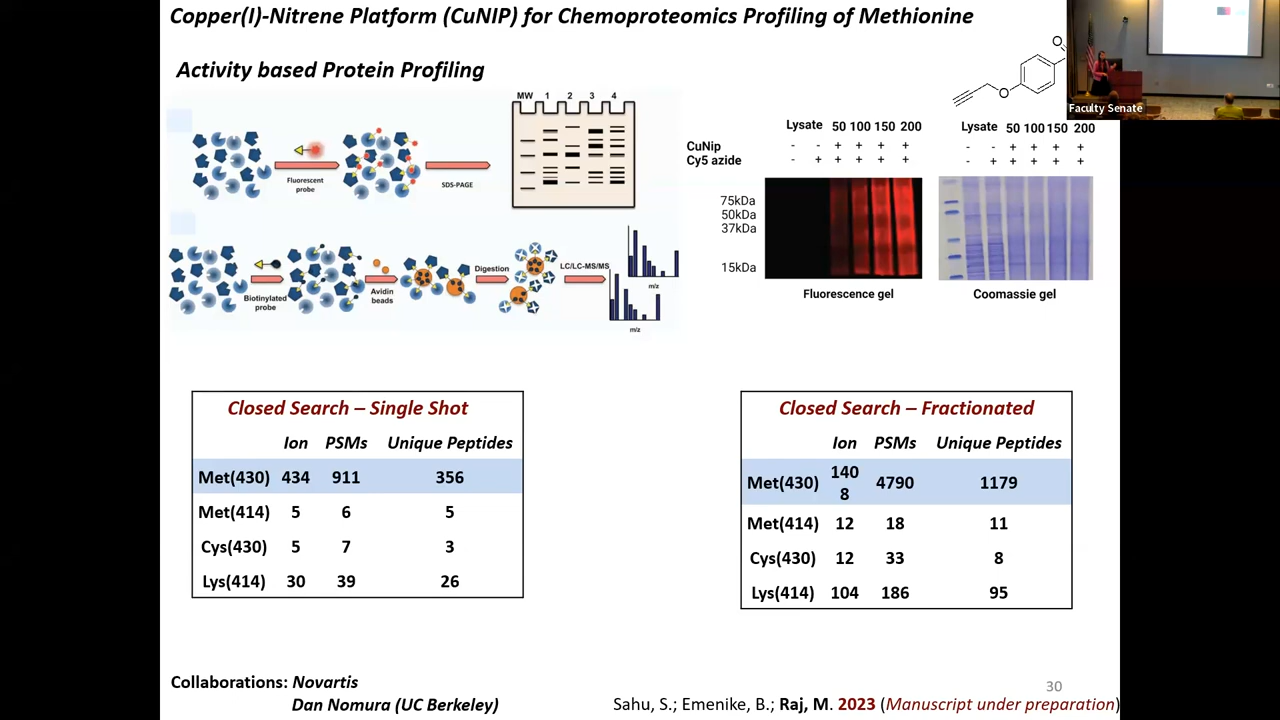 Copper(I)-Nitrene Platform (CuNIP) for Chemoproteomics Profiling of Methionine
Activity based Protein Profiling
O
O
Faculty Senate
MW 1 2 3 4
Fluorescent
probe
SDS-PAGE
Biotinylated
probe
Avidin
beads
Digestion
LC/LC-MS/MS
m/z
m/z
Lysate 50 100 150 200
CuNip - - + + + +
Cy5 azide - + + + + +
75kDa
50kDa
37kDa
15kDa
Fluorescence gel
Lysate 50 100 150 200
- - + + + +
- + + + + +
Coomassie gel
Closed Search – Single Shot
Ion PSMs Unique Peptides
Met(430) 434 911 356
Met(414) 5 6 5
Cys(430) 5 7 3
Lys(414) 30 39 26
Closed Search – Fractionated
Ion PSMs Unique Peptides
Met(430) 140
8 4790 1179
Met(414) 12 18 11
Cys(430) 12 33 8
Lys(414) 104 186 95
Collaborations: Novartis
Dan Nomura (UC Berkeley)
30
Sahu, S.; Emenike, B.; Raj, M. 2023 (Manuscript under preparation)